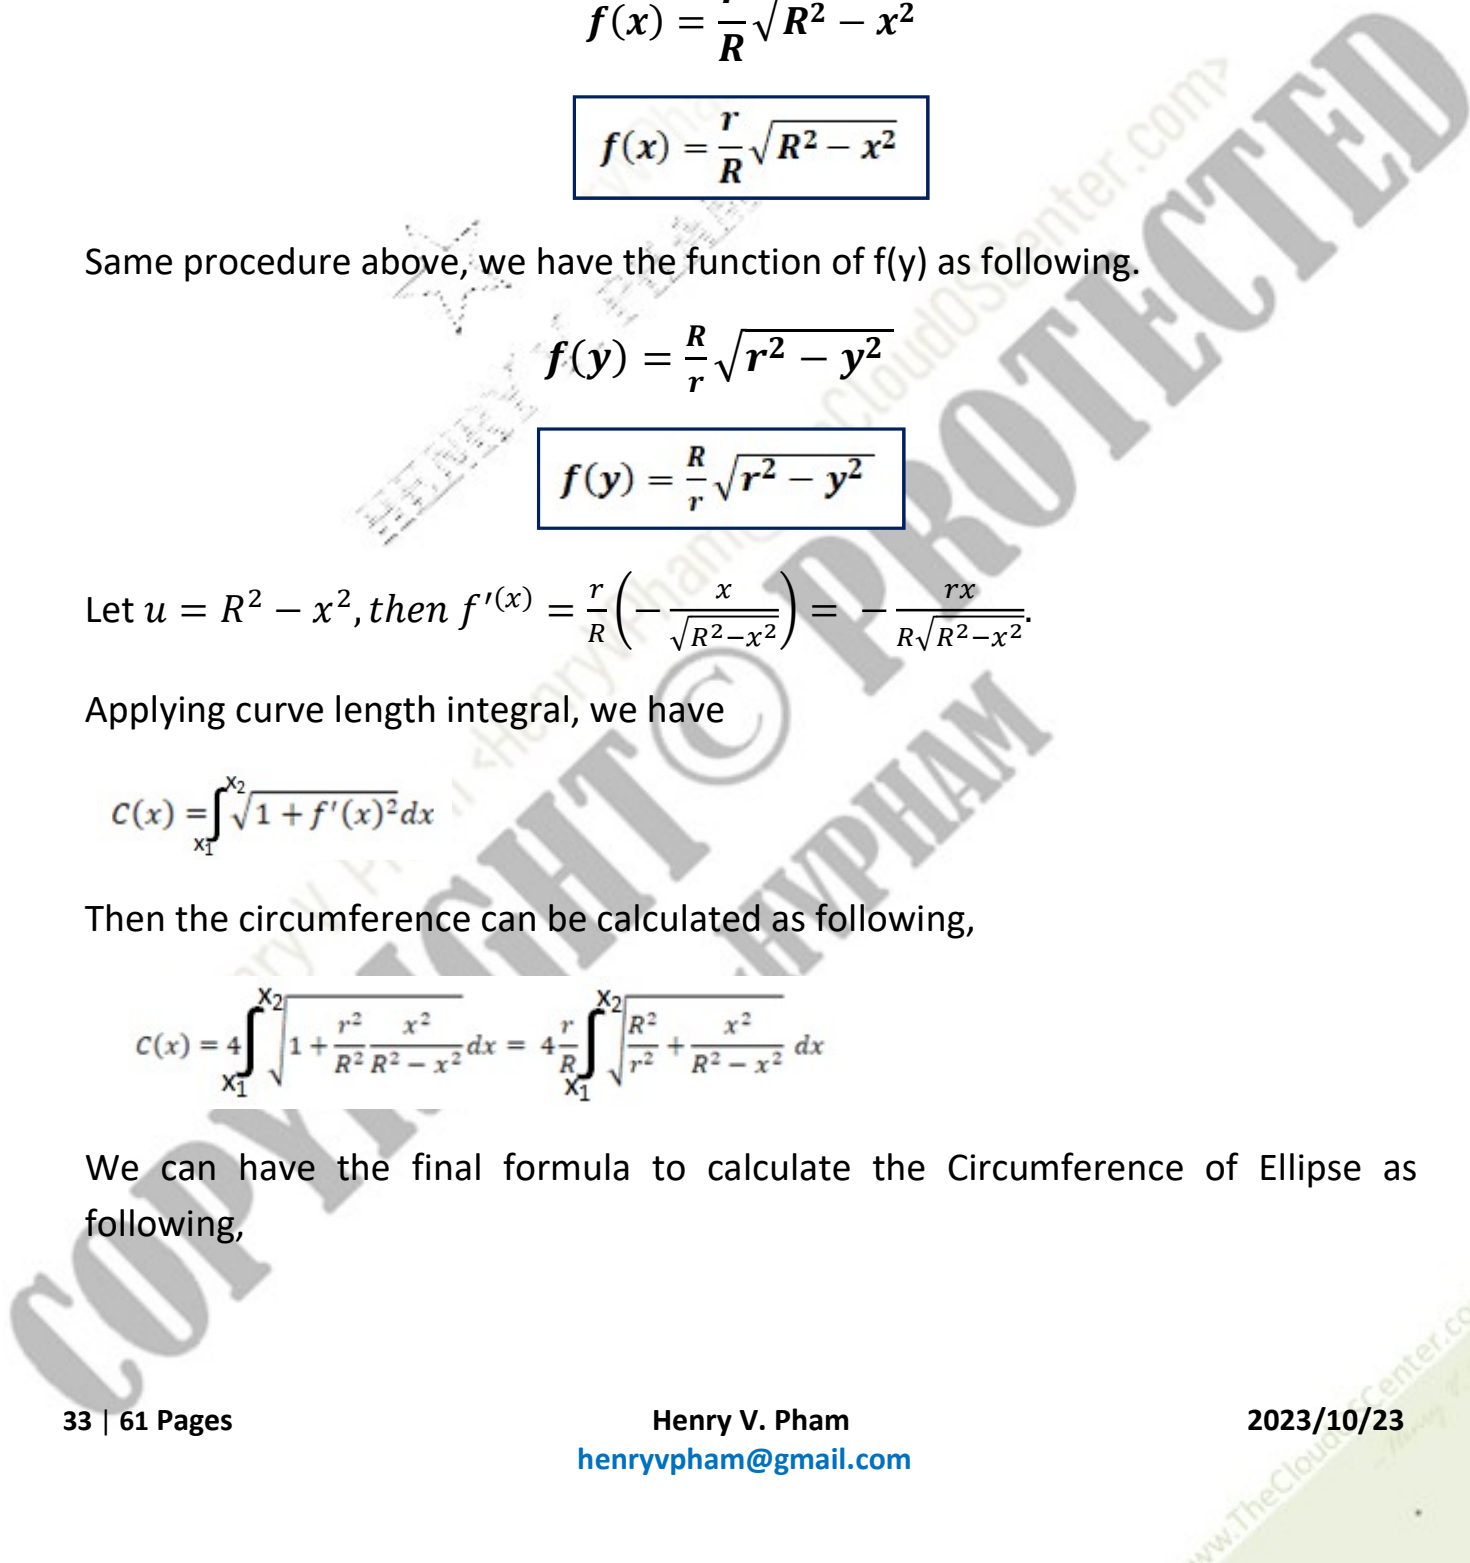 f(x) = r/R √(R² − x²)
f(x) = r/R √(R² − x²)
Same procedure above, we have the function of f(y) as following.
f(y) = R/r √(r² − y²)
f(y) = R/r √(r² − y²)
Let u = R² − x², then f′⁽ˣ⁾ = r/R (− x/√(R²−x²)) = − rx/(R√(R²−x²)).
Applying curve length integral, we have
C(x) = ∫_{x₁}^{x₂} √(1 + f′(x)²) dx
Then the circumference can be calculated as following,
C(x) = 4 ∫_{X₁}^{X₂} √(1 + r²/R² x²/(R² − x²)) dx = 4 r/R ∫_{X₁}^{X₂} √(R²/r² + x²/(R² − x²)) dx
We can have the final formula to calculate the Circumference of Ellipse as
following,
33 | 61 Pages Henry V. Pham 2023/10/23
henryvpham@gmail.com
COPYRIGHT © PROTECTED
HENRY PHAM